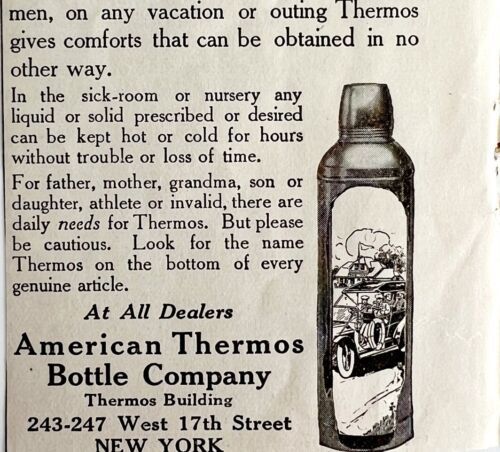 men, on any vacation or outing Thermos
gives comforts that can be obtained in no
other way.
In the sick-room or nursery any
liquid or solid prescribed or desired
can be kept hot or cold for hours
without trouble or loss of time.
For father, mother, grandma, son or
daughter, athlete or invalid, there are
daily needs for Thermos. But please
be cautious. Look for the name
Thermos on the bottom of every
genuine article.
At All Dealers
American Thermos
Bottle Company
Thermos Building
243-247 West 17th Street
NEW YORK